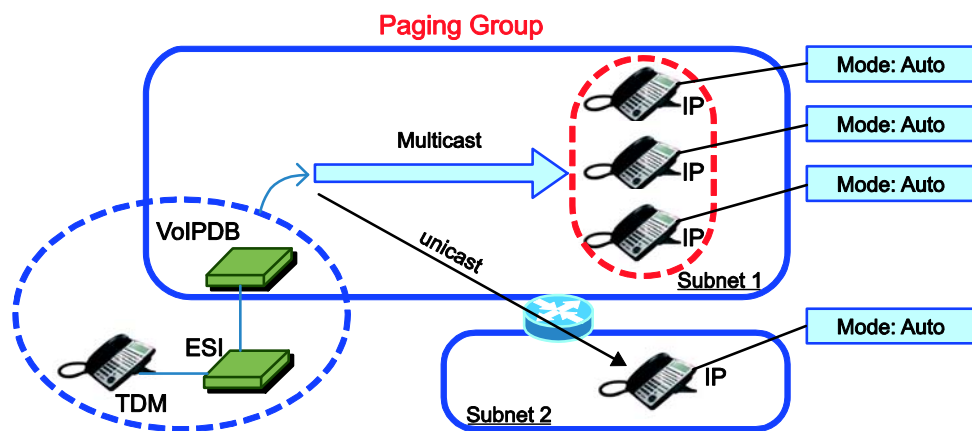 Paging Group
Mode: Auto
IP
Mode: Auto
Multicast
IP
Mode: Auto
IP
VoIPDB
unicast
Subnet 1
Mode: Auto
ESI
IP
TDM
Subnet 2